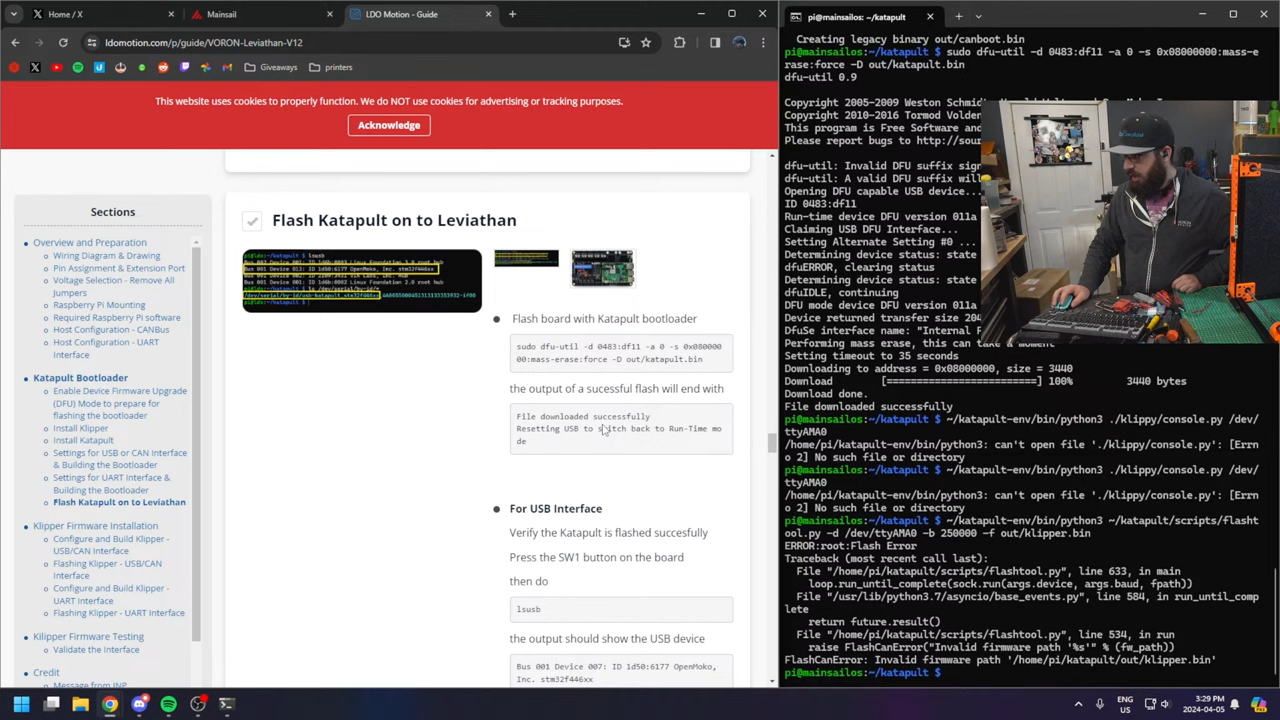 Home / X
Mainsail
LDO Motion - Guide
ldomotion.com/p/guide/VORON-Leviathan-V12
Giveaways
printers
This website uses cookies to properly function. We do NOT use cookies for advertising or tracking purposes.
Acknowledge
Sections
Overview and Preparation
Wiring Diagram & Drawing
Pin Assignment & Extension Port
Voltage Selection - Remove All
Jumpers
Raspberry Pi Mounting
Required Raspberry Pi software
Host Configuration - CANBus
Host Configuration - UART
Interface
Katapult Bootloader
Enable Device Firmware Upgrade
(DFU) Mode to prepare for
flashing the bootloader
Install Klipper
Install Katapult
Settings for USB or CAN Interface
& Building the Bootloader
Settings for UART Interface &
Building the Bootloader
Flash Katapult on to Leviathan
Klipper Firmware Installation
Configure and Build Klipper -
USB/CAN Interface
Flashing Klipper - USB/CAN
Interface
Configure and Build Klipper -
UART Interface
Flashing Klipper - UART Interface
Kilipper Firmware Testing
Validate the Interface
Credit
Message from JNP
Flash Katapult on to Leviathan
pi@mainsailos:~/katapult $ lsusb
Flash board with Katapult bootloader
sudo dfu-util -d 0483:df11 -a 0 -s 0x080000
00:mass-erase:force -D out/katapult.bin
the output of a sucessful flash will end with
File downloaded successfully
Resetting USB to switch back to Run-Time mo
de
For USB Interface
Verify the Katapult is flashed succesfully
Press the SW1 button on the board
then do
lsusb
the output should show the USB device
Bus 001 Device 007: ID 1d50:6177 OpenMoko,
Inc. stm32f446xx
pi@mainsailos: ~/katapult
Creating legacy binary out/canboot.bin
pi@mainsailos:~/katapult $ sudo dfu-util -d 0483:df11 -a 0 -s 0x08000000:mass-e
rase:force -D out/katapult.bin
dfu-util 0.9
Copyright 2005-2009 Weston Schmidt
Copyright 2010-2016 Tormod Volden
This program is Free Software and
Please report bugs to http://sour
dfu-util: Invalid DFU suffix sign
dfu-util: A valid DFU suffix will
Opening DFU capable USB device...
ID 0483:df11
Run-time device DFU version 011a
Claiming USB DFU Interface...
Setting Alternate Setting #0 ...
Determining device status
dfuERROR, clearing status
Determining device status
dfuIDLE, continuing
DFU mode device DFU version 011a
Device returned transfer size 204
DfuSe interface name: "Internal F
Performing mass erase, this can take a moment
Setting timeout to 35 seconds
Downloading to address = 0x08000000, size = 3440
Download [=========================] 100% 3440 bytes
Download done.
File downloaded successfully
pi@mainsailos:~/katapult $ ~/katapult-env/bin/python3 ./klippy/console.py /dev/
ttyAMA0
/home/pi/katapult-env/bin/python3: can't open file './klippy/console.py': [Errn
o 2] No such file or directory
pi@mainsailos:~/katapult $ ~/katapult-env/bin/python3 ./klippy/console.py /dev/
ttyAMA0
/home/pi/katapult-env/bin/python3: can't open file './klippy/console.py': [Errn
o 2] No such file or directory
pi@mainsailos:~/katapult $ ~/katapult-env/bin/python3 ~/katapult/scripts/flasht
ool.py -d /dev/ttyAMA0 -b 250000 -f out/klipper.bin
ERROR:root:Flash Error
Traceback (most recent call last):
File "/home/pi/katapult/scripts/flashtool.py", line 633, in main
loop.run_until_complete(sock.run(args.device, args.baud, fpath))
File "/usr/lib/python3.7/asyncio/base_events.py", line 584, in run_until_comp
lete
return future.result()
File "/home/pi/katapult/scripts/flashtool.py", line 534, in run
raise FlashCanError("Invalid firmware path '%s'" % (fw_path))
FlashCanError: Invalid firmware path '/home/pi/katapult/out/klipper.bin'
pi@mainsailos:~/katapult $
ENG
US
3:29 PM
2024-04-05